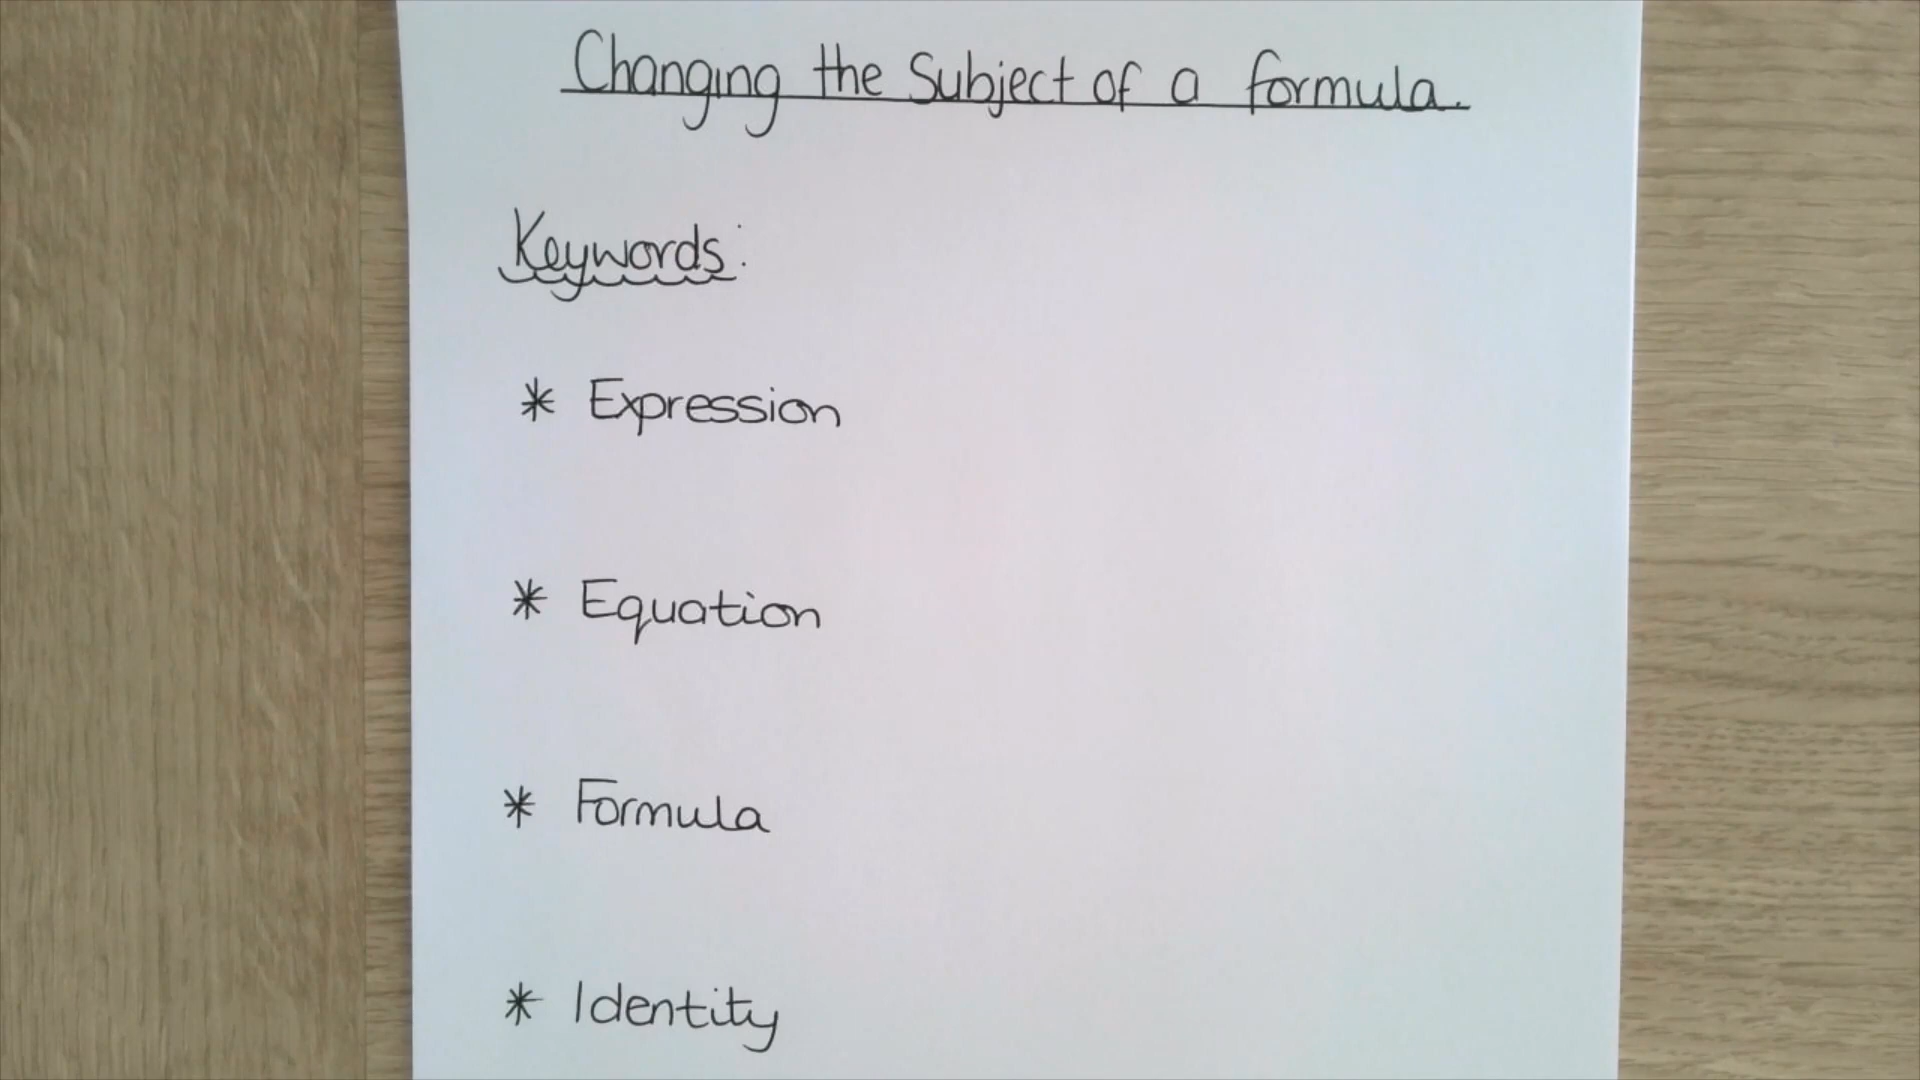 Changing the Subject of a formula.
Keywords:
* Expression
* Equation
* Formula
* Identity